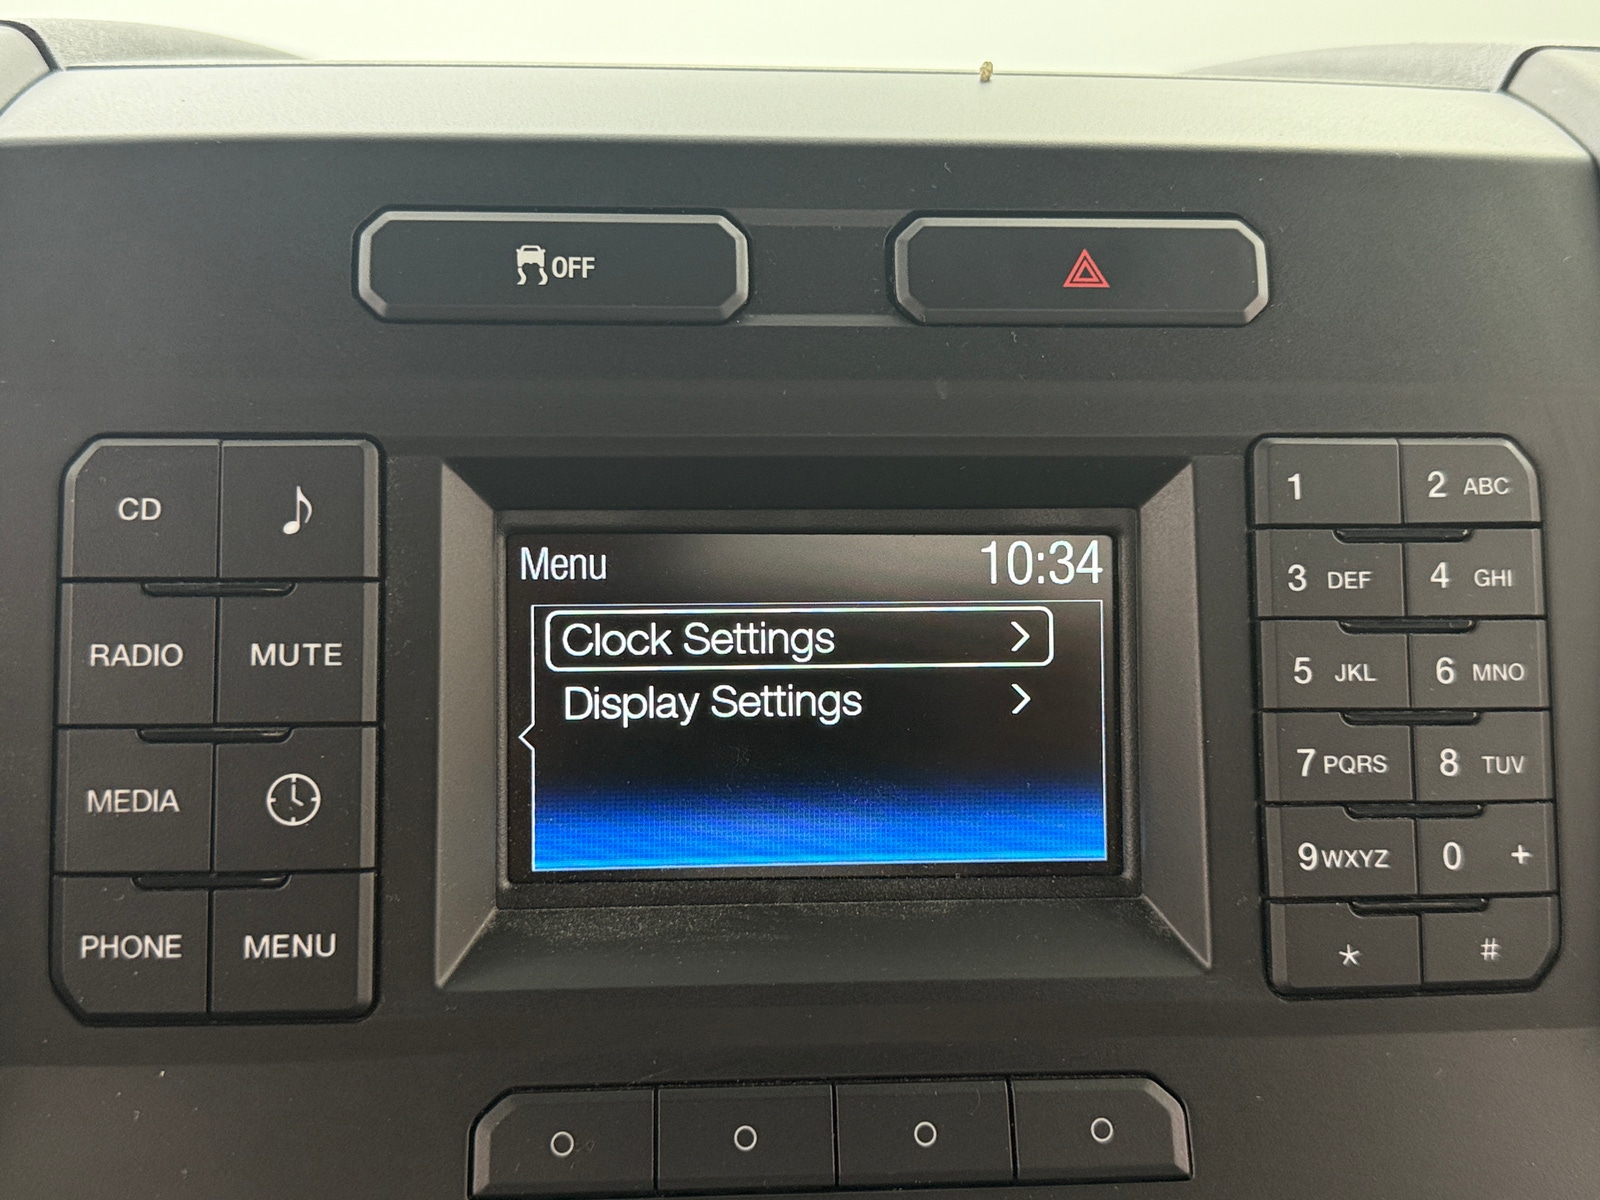 OFF
Menu 10:34
Clock Settings >
Display Settings >
CD
RADIO MUTE
MEDIA
PHONE MENU
1 2 ABC
3 DEF 4 GHI
5 JKL 6 MNO
7 PQRS 8 TUV
9 WXYZ 0 +
* #